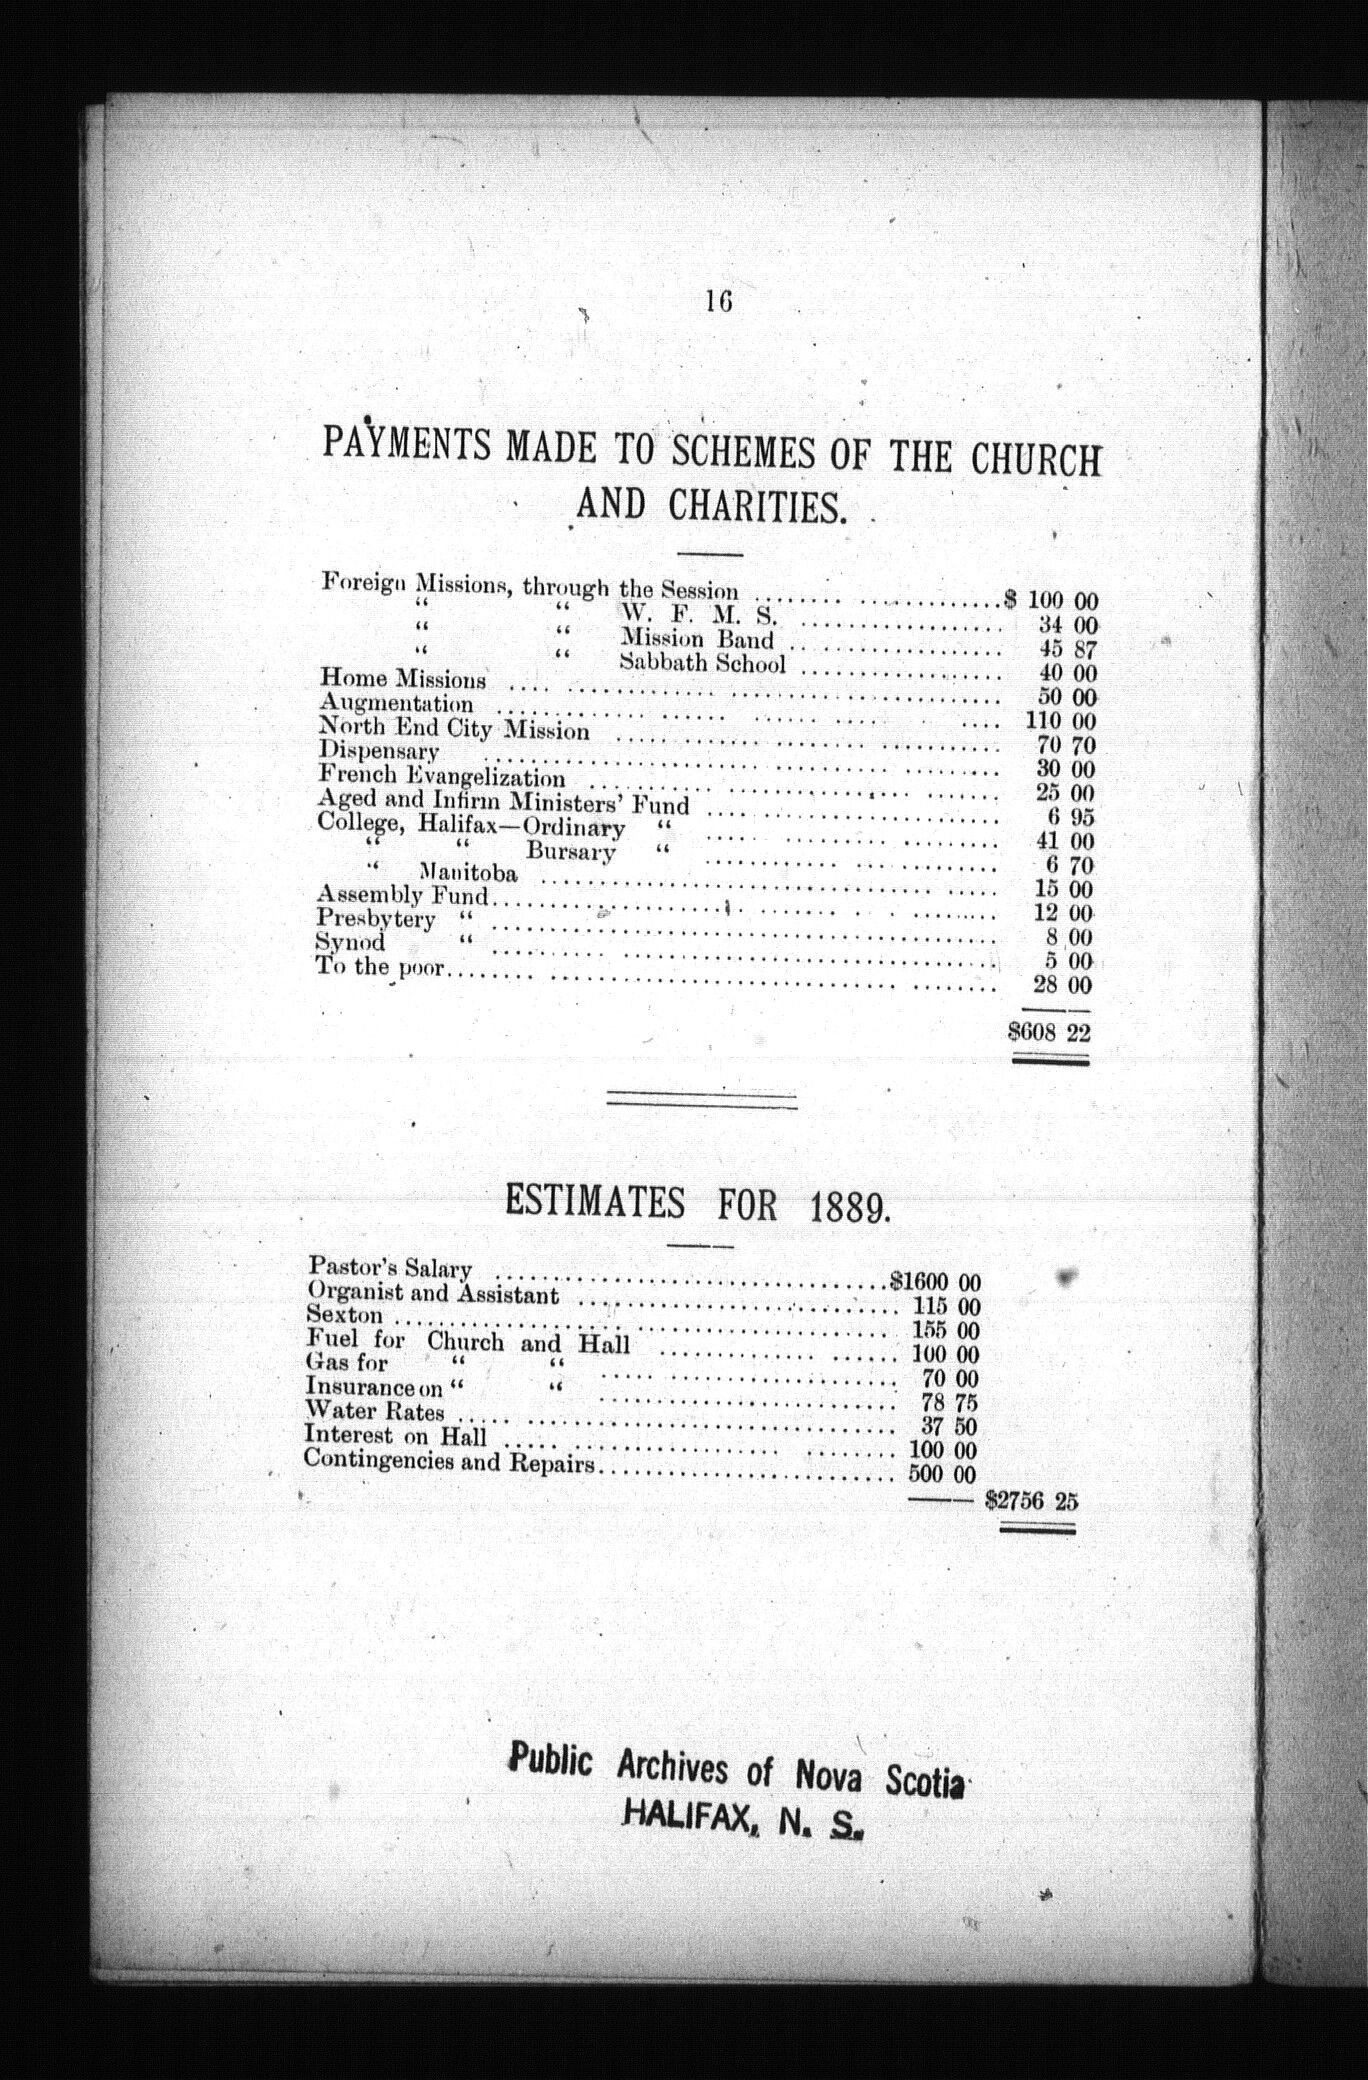 16
PAYMENTS MADE TO SCHEMES OF THE CHURCH
AND CHARITIES.
Foreign Missions, through the Session ........ ..............$ 100 00
“ “ W. F. M. S. .................. 34 00
“ “ Mission Band .................. 45 87
“ “ Sabbath School .................. 40 00
Home Missions .................. 50 00
Augmentation .................. 110 00
North End City Mission .................. 70 70
Dispensary .................. 30 00
French Evangelization .................. 25 00
Aged and Infirm Ministers’ Fund .................. 6 95
College, Halifax—Ordinary “ .................. 41 00
“ “ Bursary “ .................. 6 70
“ Manitoba .................. 15 00
Assembly Fund.................. 12 00
Presbytery “ .................. 8 00
Synod “ .................. 5 00
To the poor.................. 28 00
$608 22
ESTIMATES FOR 1889.
Pastor’s Salary ..................$1600 00
Organist and Assistant .................. 115 00
Sexton .................. 155 00
Fuel for Church and Hall .................. 100 00
Gas for “ “ .................. 70 00
Insurance on “ “ .................. 78 75
Water Rates .................. 37 50
Interest on Hall .................. 100 00
Contingencies and Repairs.................. 500 00
—— $2756 25
Public Archives of Nova Scotia
HALIFAX, N. S.